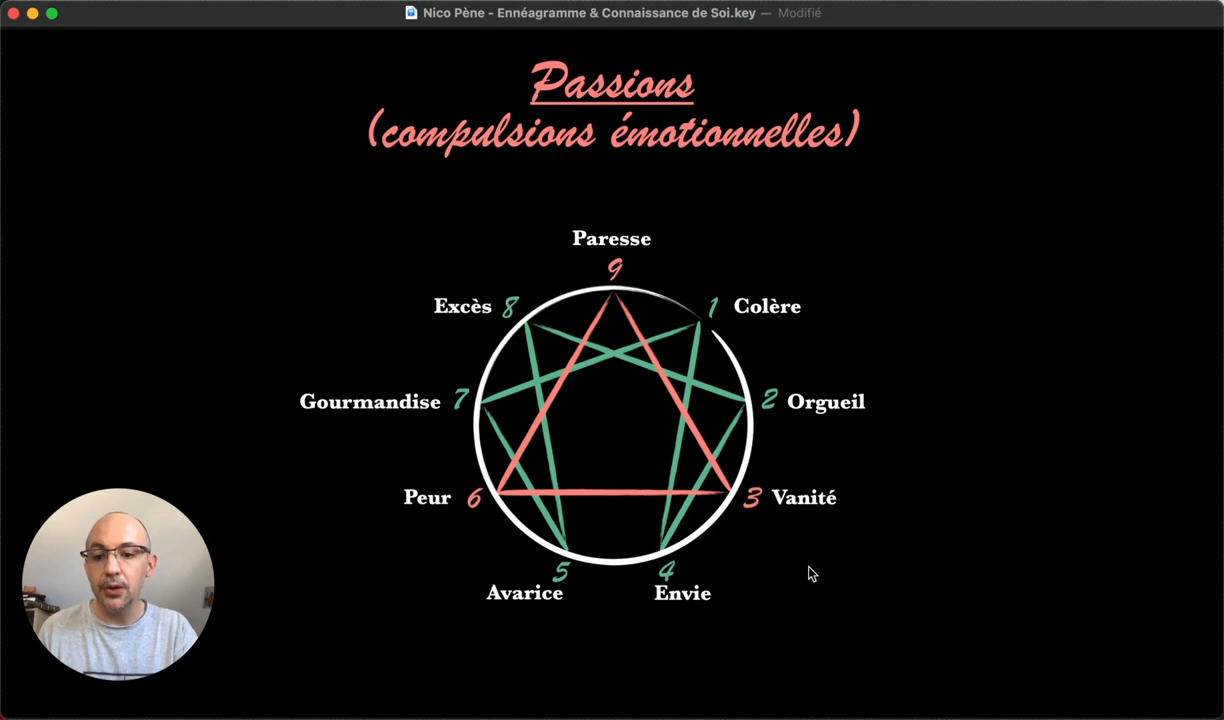 Nico Pène - Ennéagramme & Connaissance de Soi.key — Modifié
Passions
(compulsions émotionnelles)
Paresse
9
Excès 8
1 Colère
Gourmandise 7
2 Orgueil
Peur 6
3 Vanité
5
4
Avarice
Envie